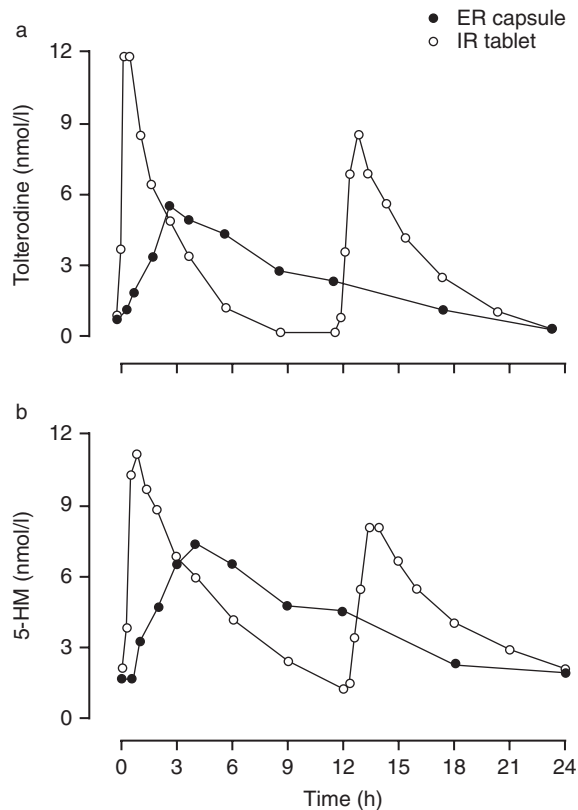 ER capsule
IR tablet
a
12
9
6
3
0
Tolterodine (nmol/l)
b
12
9
6
3
0
5-HM (nmol/l)
0 3 6 9 12 15 18 21 24
Time (h)